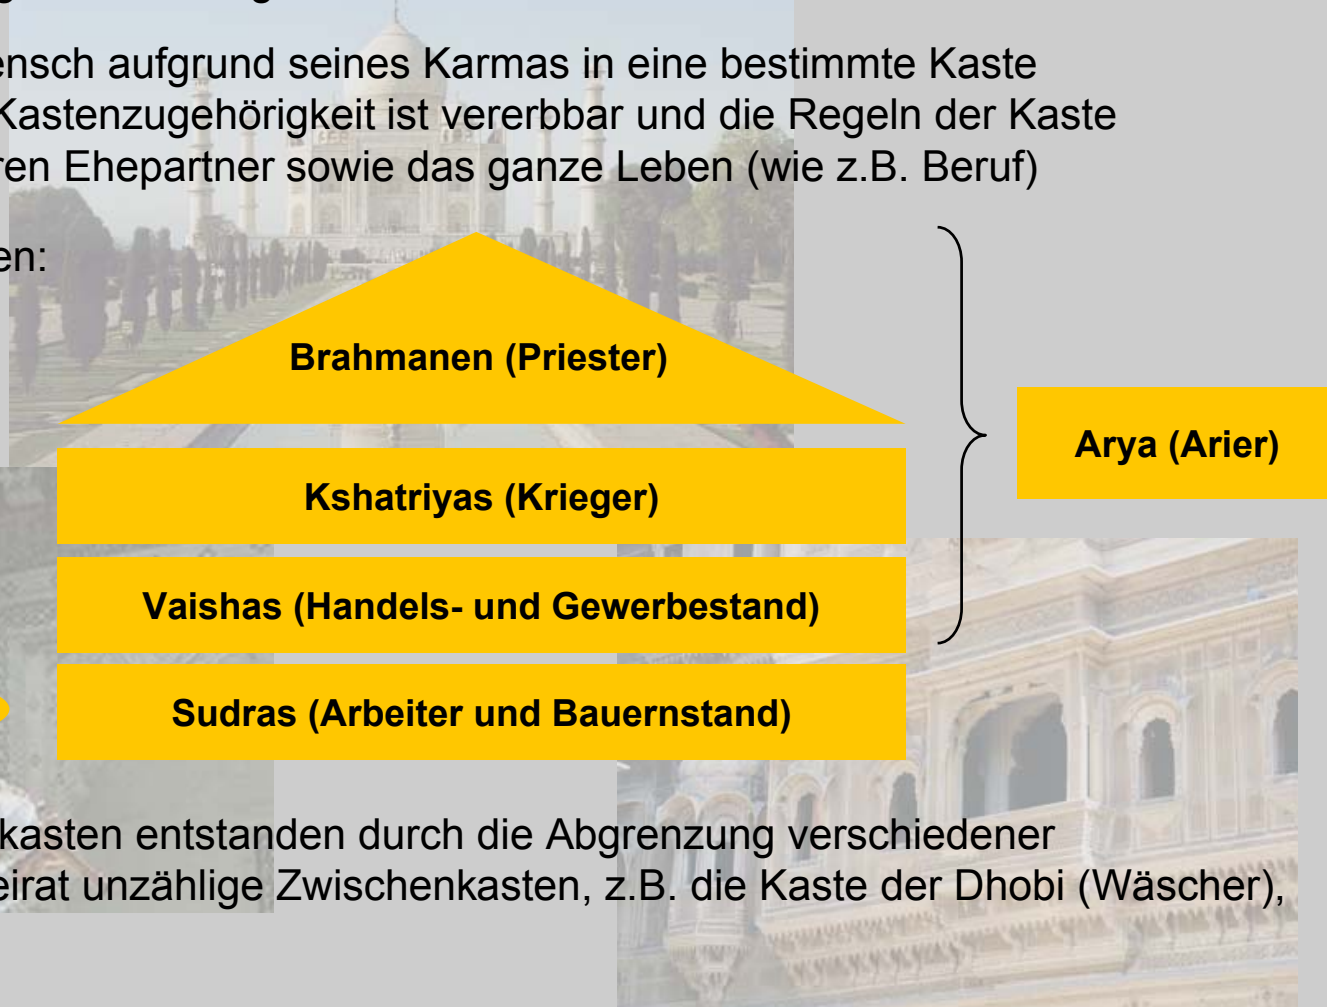 ensch aufgrund seines Karmas in eine bestimmte Kaste
Kastenzugehörigkeit ist vererbbar und die Regeln der Kaste
ren Ehepartner sowie das ganze Leben (wie z.B. Beruf)
en:
Brahmanen (Priester)
Arya (Arier)
Kshatriyas (Krieger)
Vaishas (Handels- und Gewerbestand)
Sudras (Arbeiter und Bauernstand)
kasten entstanden durch die Abgrenzung verschiedener
eirat unzählige Zwischenkasten, z.B. die Kaste der Dhobi (Wäscher),